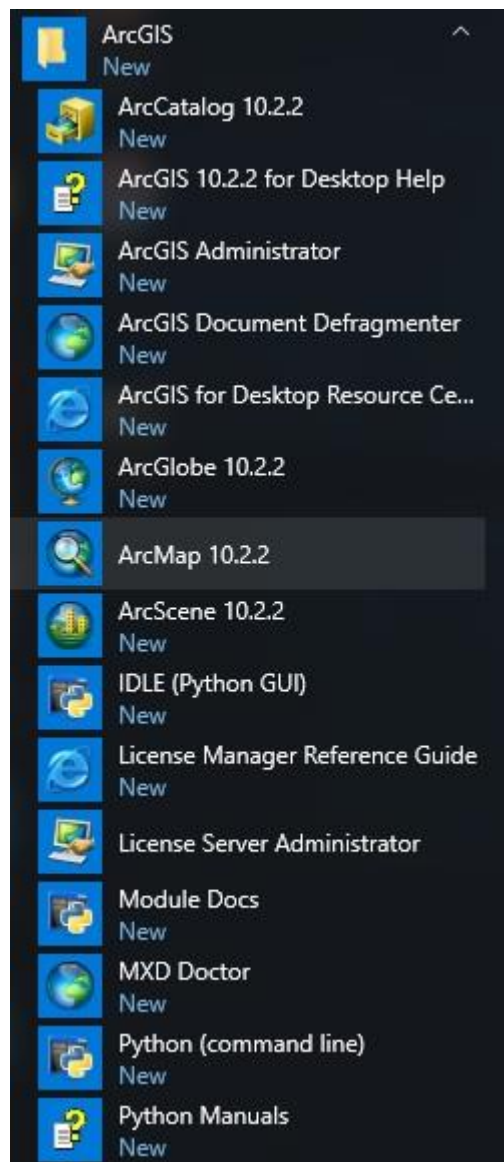 ArcGIS
New
ArcCatalog 10.2.2
New
ArcGIS 10.2.2 for Desktop Help
New
ArcGIS Administrator
New
ArcGIS Document Defragmenter
New
ArcGIS for Desktop Resource Ce...
New
ArcGlobe 10.2.2
New
ArcMap 10.2.2
ArcScene 10.2.2
New
IDLE (Python GUI)
New
License Manager Reference Guide
New
License Server Administrator
Module Docs
New
MXD Doctor
New
Python (command line)
New
Python Manuals
New